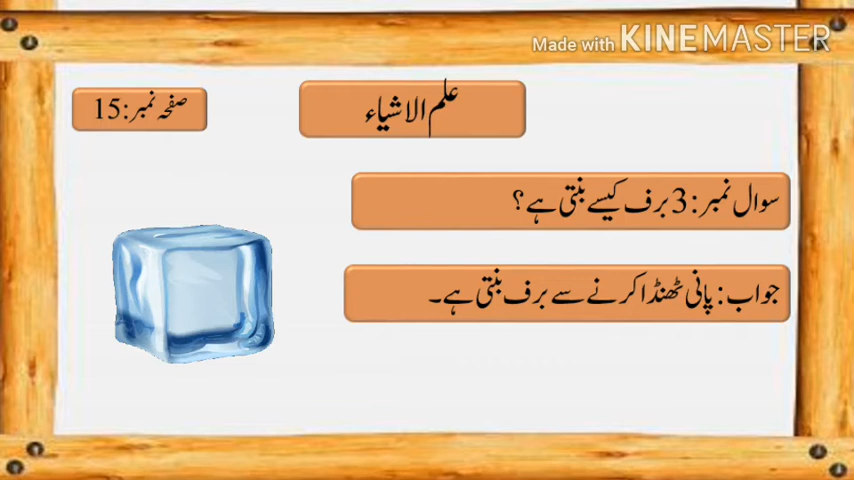 Made with KINEMASTER
علم الاشیاء
صفحہ نمبر:15
سوال نمبر:3 برف کیسے بنتی ہے؟
جواب: پانی ٹھنڈا کرنے سے برف بنتی ہے۔